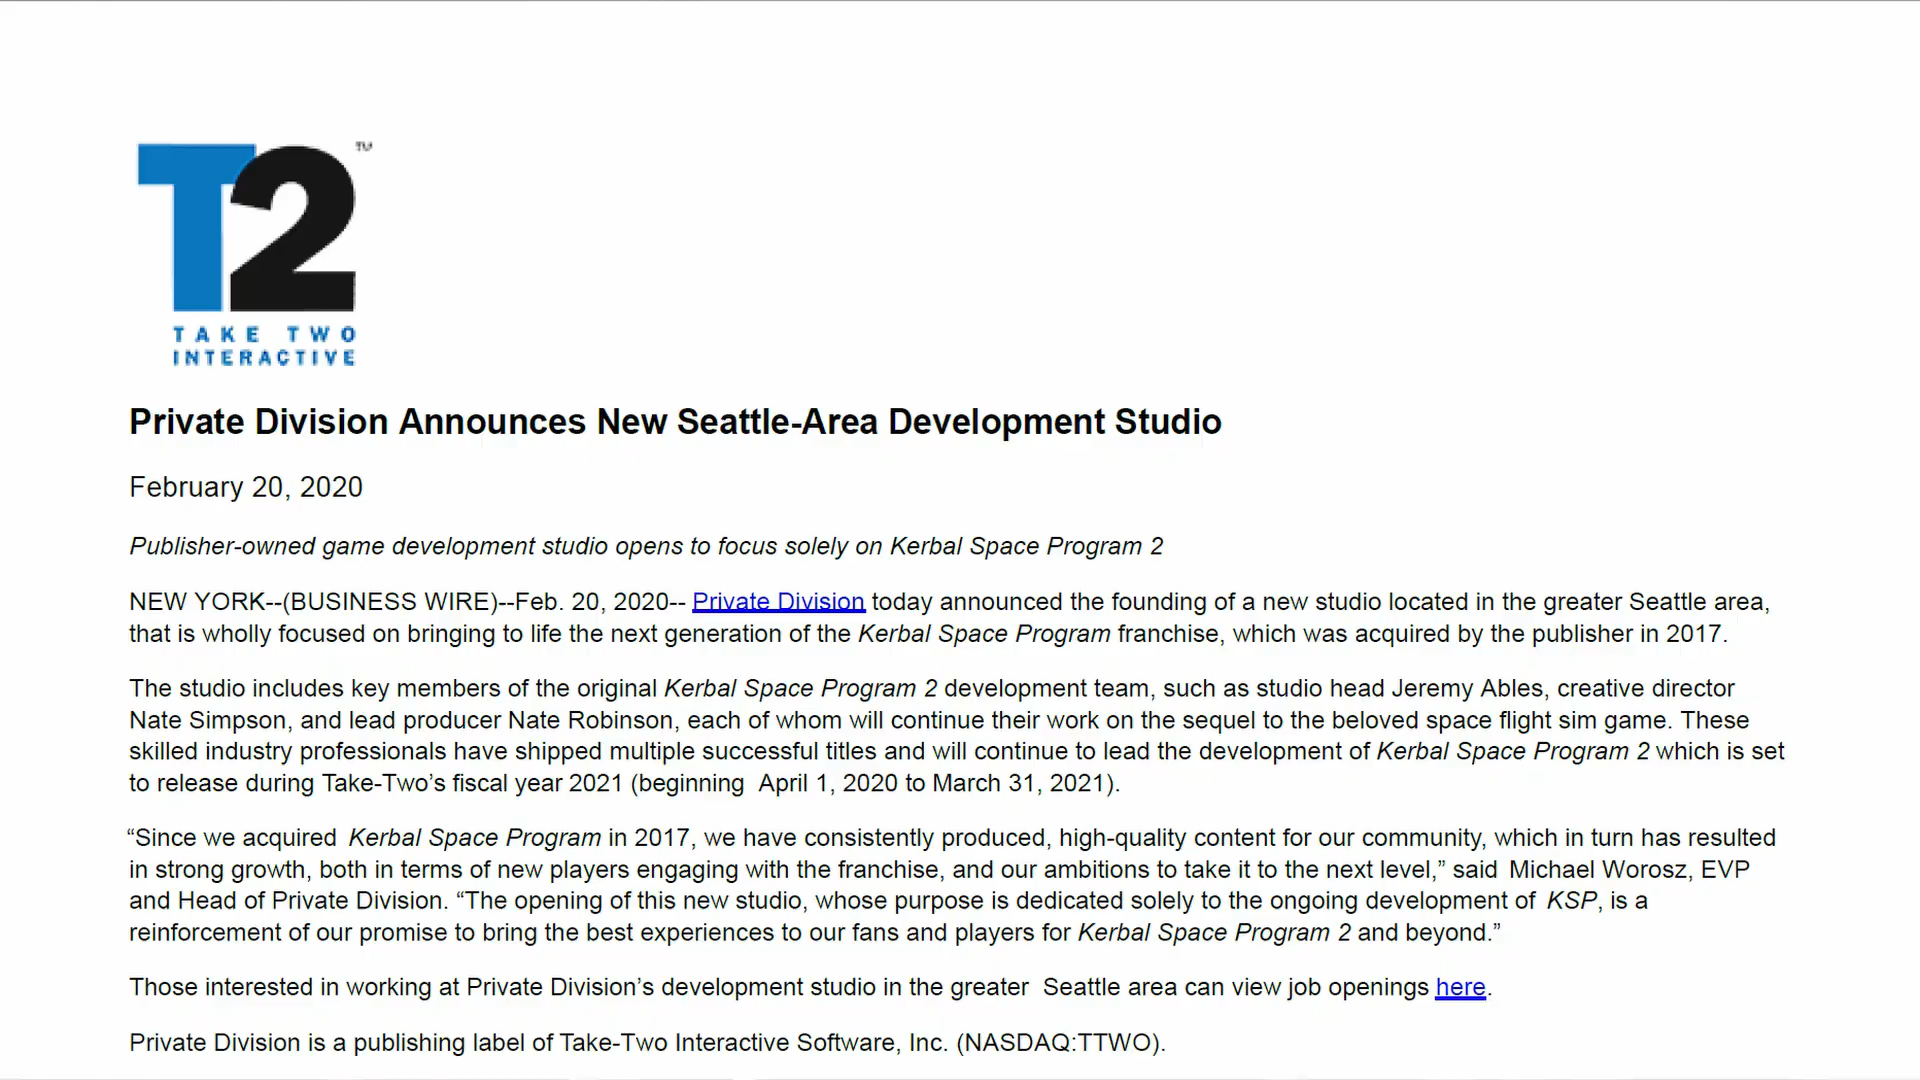 T2
TM
TAKE TWO
INTERACTIVE
Private Division Announces New Seattle-Area Development Studio
February 20, 2020
Publisher-owned game development studio opens to focus solely on Kerbal Space Program 2
NEW YORK--(BUSINESS WIRE)--Feb. 20, 2020-- Private Division today announced the founding of a new studio located in the greater Seattle area,
that is wholly focused on bringing to life the next generation of the Kerbal Space Program franchise, which was acquired by the publisher in 2017.
The studio includes key members of the original Kerbal Space Program 2 development team, such as studio head Jeremy Ables, creative director
Nate Simpson, and lead producer Nate Robinson, each of whom will continue their work on the sequel to the beloved space flight sim game. These
skilled industry professionals have shipped multiple successful titles and will continue to lead the development of Kerbal Space Program 2 which is set
to release during Take-Two’s fiscal year 2021 (beginning April 1, 2020 to March 31, 2021).
“Since we acquired Kerbal Space Program in 2017, we have consistently produced, high-quality content for our community, which in turn has resulted
in strong growth, both in terms of new players engaging with the franchise, and our ambitions to take it to the next level,” said Michael Worosz, EVP
and Head of Private Division. “The opening of this new studio, whose purpose is dedicated solely to the ongoing development of KSP, is a
reinforcement of our promise to bring the best experiences to our fans and players for Kerbal Space Program 2 and beyond.”
Those interested in working at Private Division’s development studio in the greater Seattle area can view job openings here.
Private Division is a publishing label of Take-Two Interactive Software, Inc. (NASDAQ:TTWO).